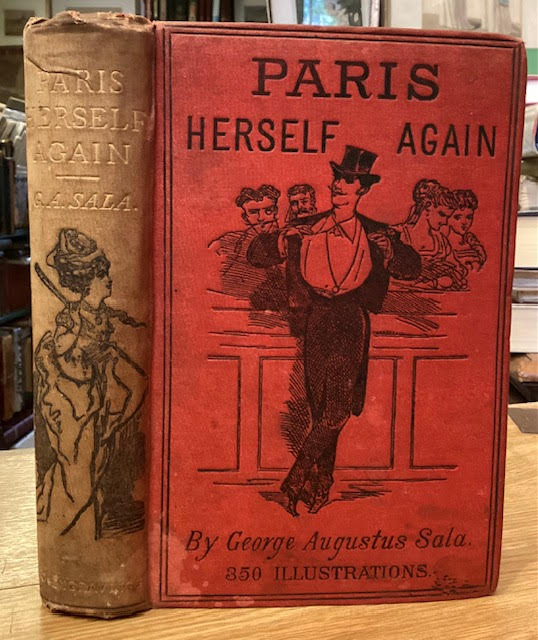 PARIS
HERSELF
AGAIN
G.A. SALA.
PARIS
HERSELF AGAIN
By George Augustus Sala.
350 ILLUSTRATIONS.